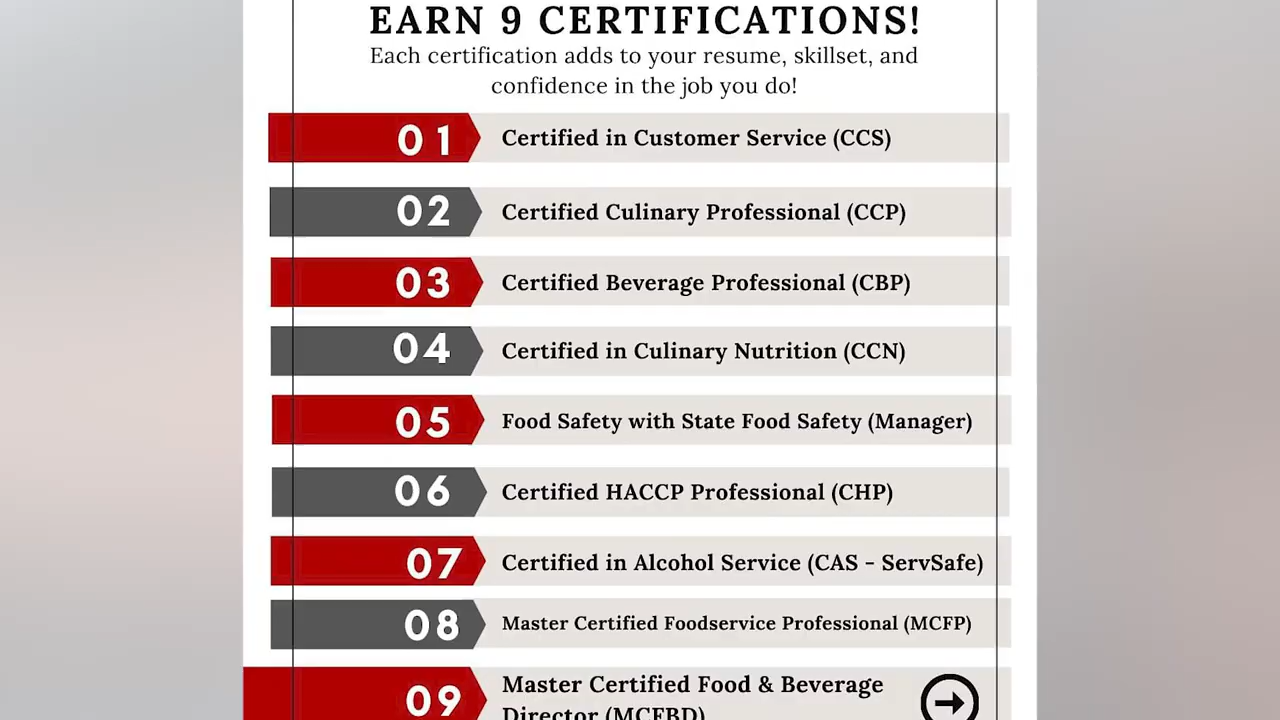 EARN 9 CERTIFICATIONS!
Each certification adds to your resume, skillset, and
confidence in the job you do!
01 Certified in Customer Service (CCS)
02 Certified Culinary Professional (CCP)
03 Certified Beverage Professional (CBP)
04 Certified in Culinary Nutrition (CCN)
05 Food Safety with State Food Safety (Manager)
06 Certified HACCP Professional (CHP)
07 Certified in Alcohol Service (CAS - ServSafe)
08 Master Certified Foodservice Professional (MCFP)
09 Master Certified Food & Beverage
Director (MCFBD)